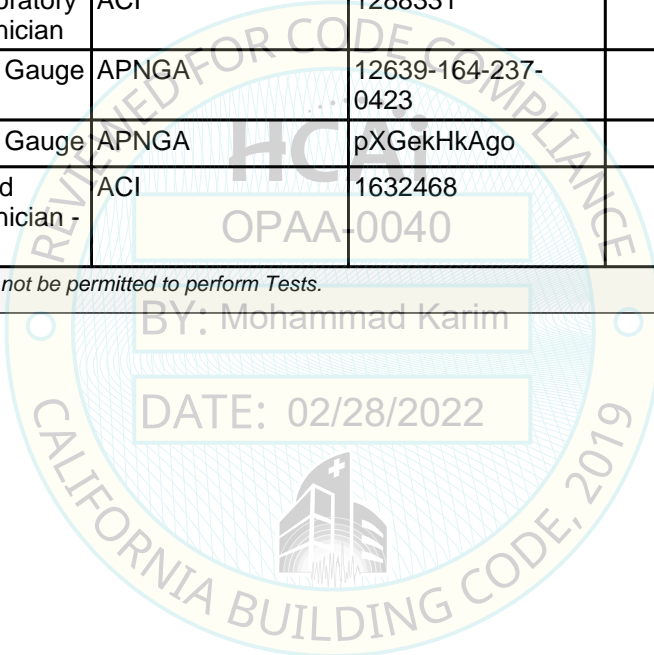 oratory ACI 1288331
nician
Gauge APNGA 12639-164-237-
0423
Gauge APNGA pXGekHkAgo
d ACI 1632468
nician -
not be permitted to perform Tests.
REVIEWED FOR CODE COMPLIANCE
HCAi
OPAA-0040
BY: Mohammad Karim
DATE: 02/28/2022
CALIFORNIA BUILDING CODE, 2019